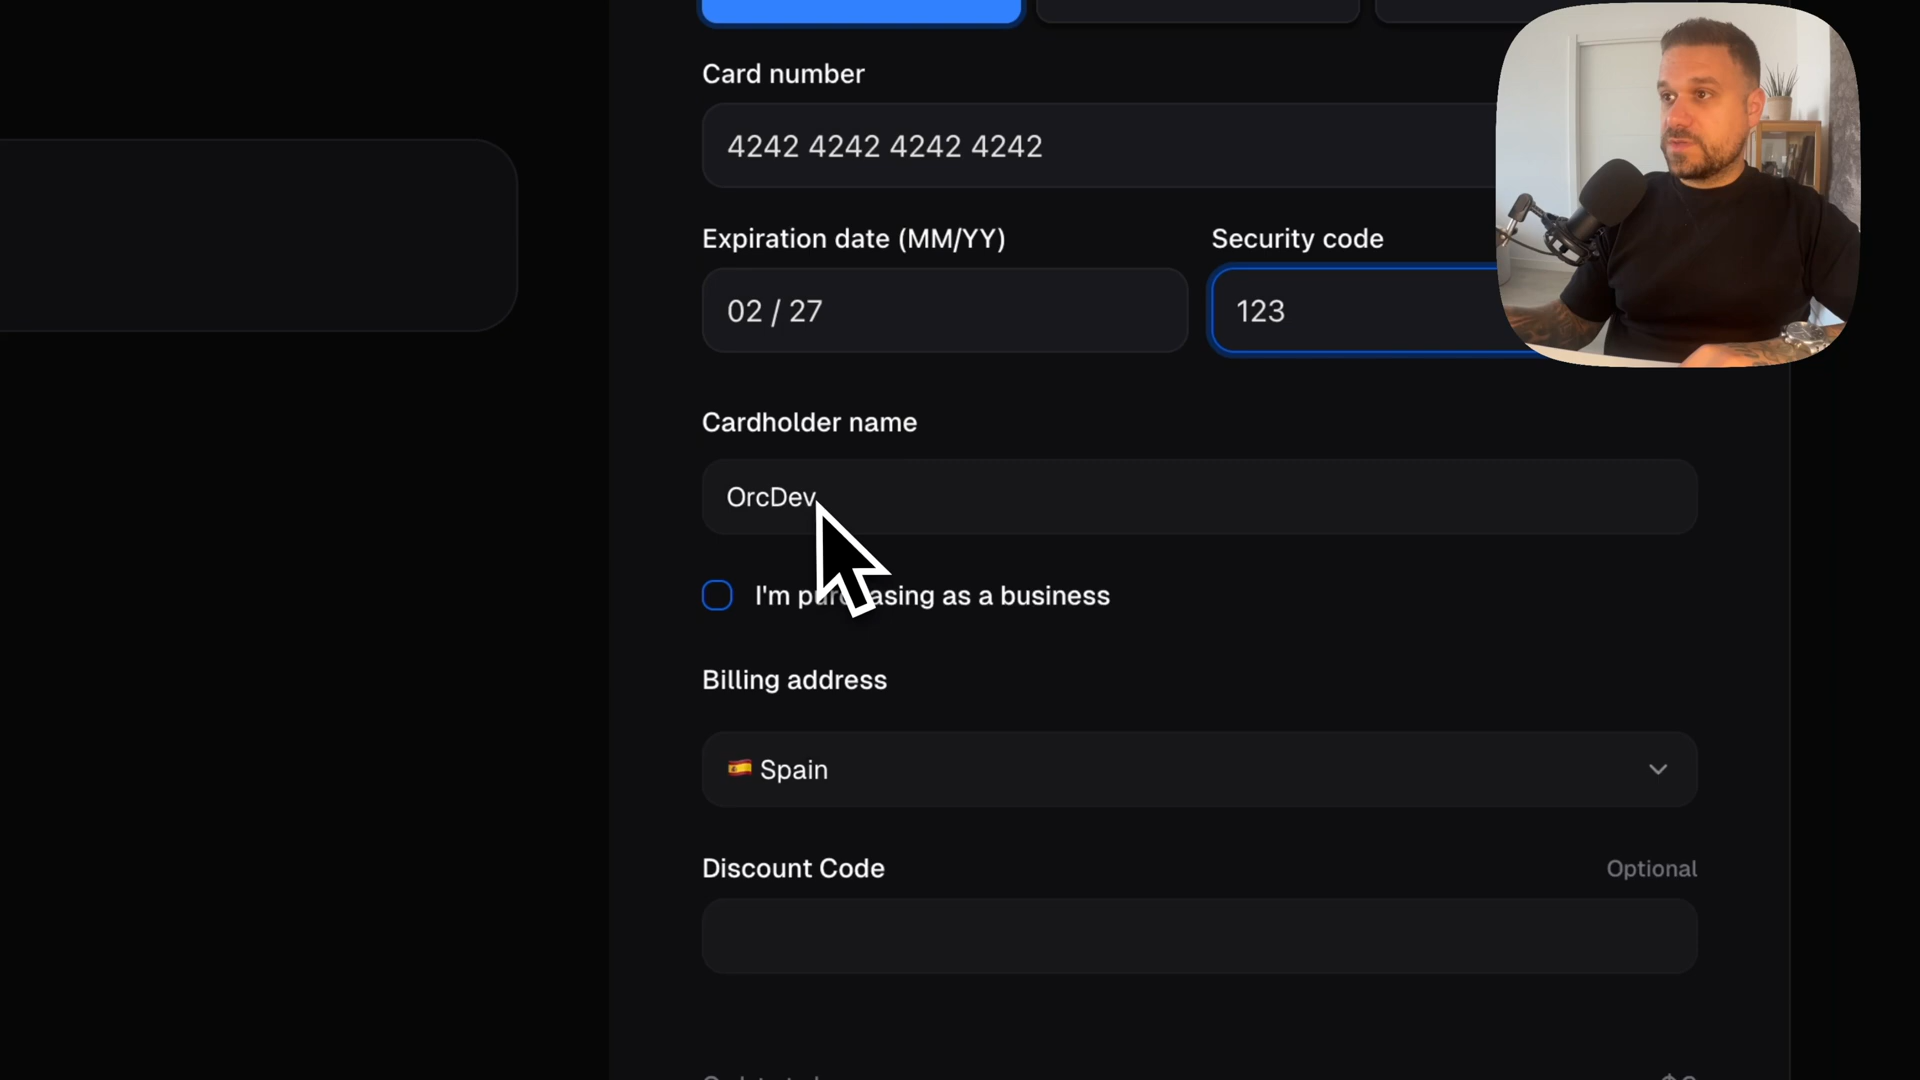 Card number
4242 4242 4242 4242
Expiration date (MM/YY)
Security code
02 / 27
123
Cardholder name
OrcDev
I'm purchasing as a business
Billing address
Spain
Discount Code
Optional